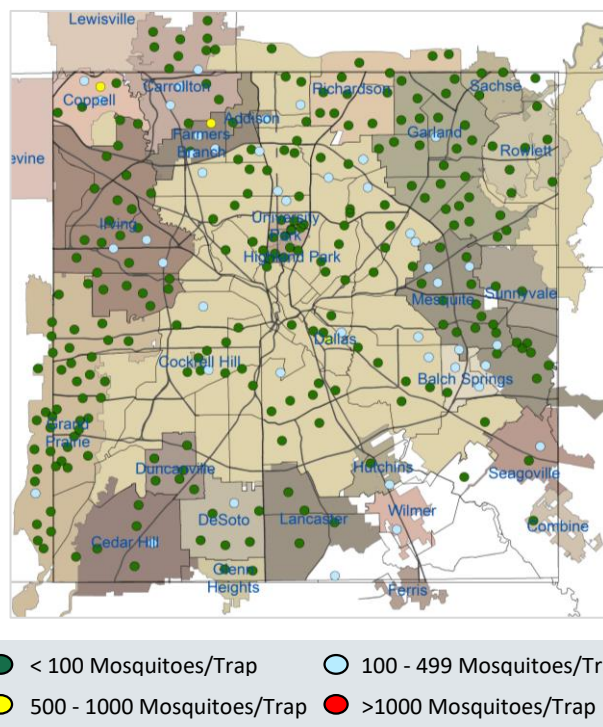 Lewisville
Coppell
Carrollton
Addison
Richardson
Sachse
Farmers
Branch
Garland
Rowlett
evine
Irving
University
Park
Highland Park
Mesquite
Sunnyvale
Dallas
Cockrell Hill
Balch Springs
Grand
Prairie
Duncanville
Hutchins
Seagoville
DeSoto
Lancaster
Wilmer
Combine
Cedar Hill
Glenn
Heights
Ferris
< 100 Mosquitoes/Trap
100 - 499 Mosquitoes/Tr
500 - 1000 Mosquitoes/Trap
>1000 Mosquitoes/Trap